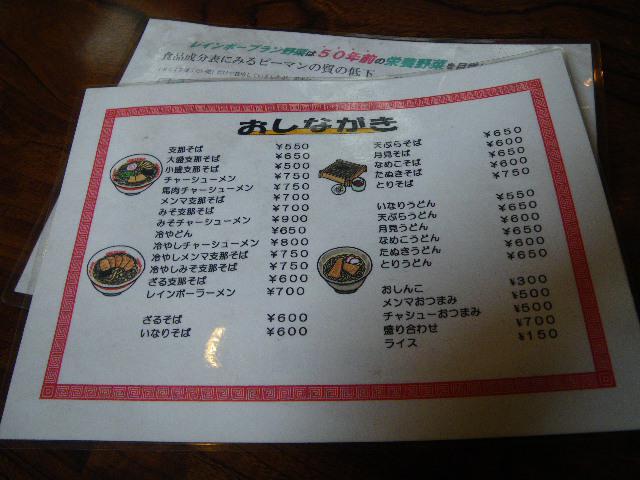 レインボープラン野菜は５０年前の栄養野菜を目指
食品成分表にみるピーマンの質の低下
おしながき
支那そば ¥550
大盛支那そば ¥650
小盛支那そば ¥500
チャーシューメン ¥750
馬肉チャーシューメン ¥750
メンマ支那そば ¥700
みそ支那そば ¥700
みそチャーシューメン ¥900
冷やどん ¥650
冷やしチャーシューメン ¥800
冷やしメンマ支那そば ¥750
冷やしみそ支那そば ¥750
ざる支那そば ¥600
レインボーラーメン ¥700
ざるそば ¥600
いなりそば ¥600
天ぷらそば ¥650
月見そば ¥600
なめこそば ¥650
たぬきそば ¥600
とりそば ¥750
いなりうどん ¥550
天ぷらうどん ¥650
月見うどん ¥600
なめこうどん ¥650
たぬきうどん ¥600
とりうどん ¥650
おしんこ ¥300
メンマおつまみ ¥500
チャシューおつまみ ¥500
盛り合わせ ¥700
ライス ¥150